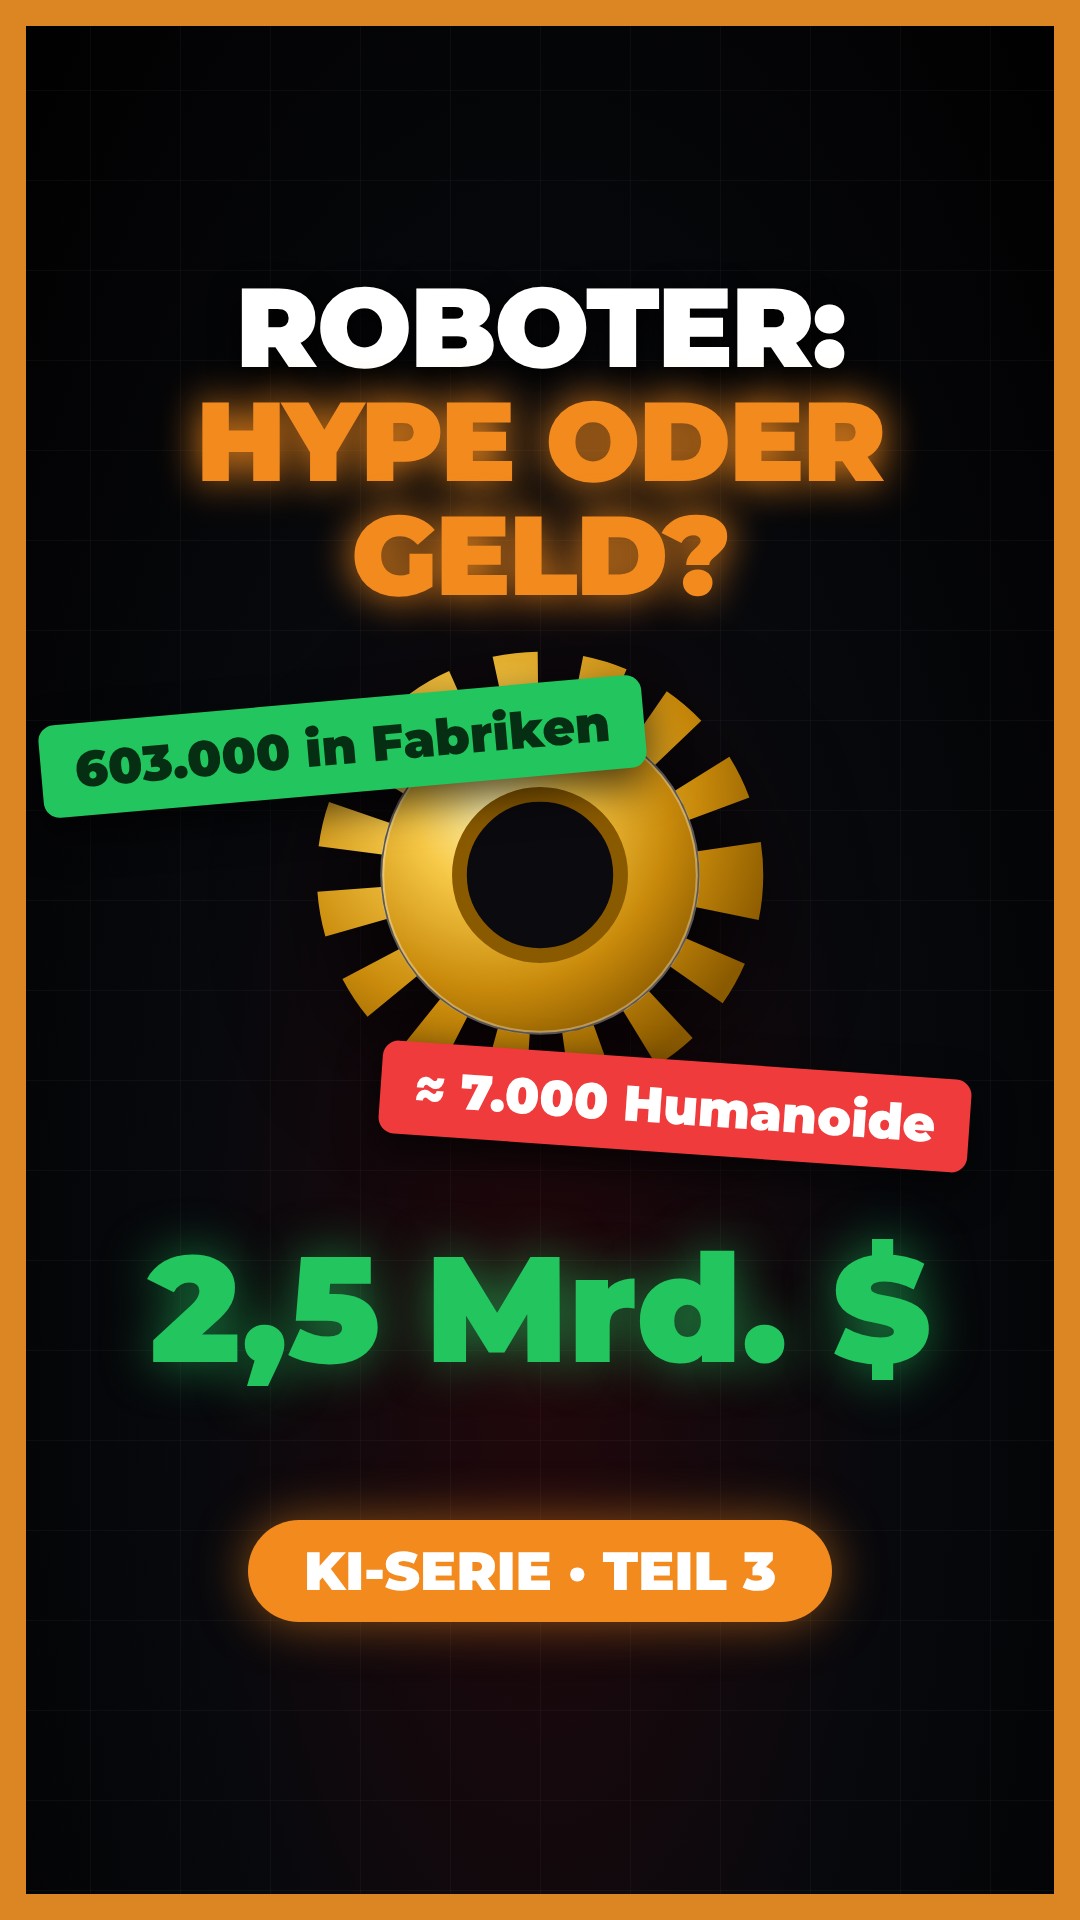 ROBOTER:
HYPE ODER
GELD?
603.000 in Fabriken
≈ 7.000 Humanoide
2,5 Mrd. $
KI-SERIE • TEIL 3